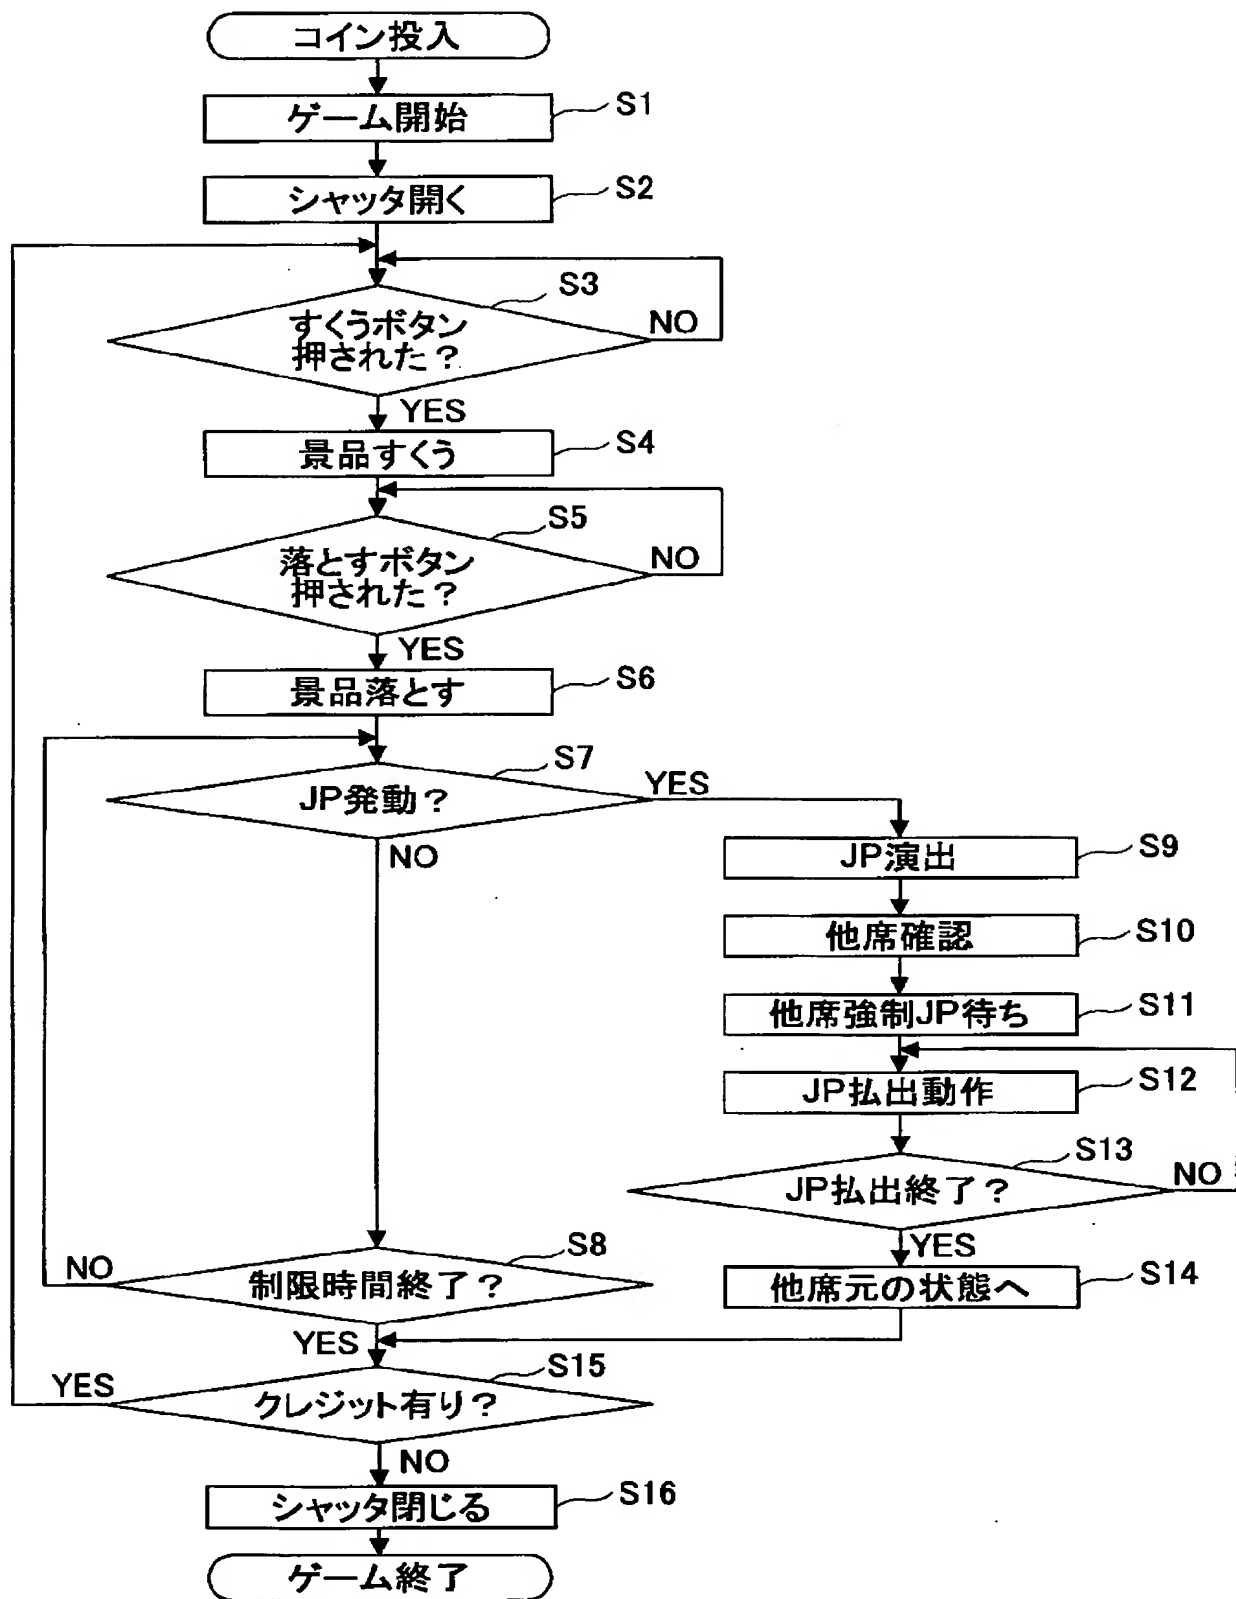 コイン投入
ゲーム開始
S1
シャッタ開く
S2
S3
すくうボタン
押された？
NO
YES
景品すくう
S4
S5
落とすボタン
押された？
NO
YES
景品落とす
S6
S7
JP発動？
YES
NO
JP演出
S9
他席確認
S10
他席強制JP待ち
S11
JP払出動作
S12
S13
JP払出終了？
NO
YES
他席元の状態へ
S14
S8
制限時間終了？
NO
YES
S15
クレジット有り？
YES
NO
シャッタ閉じる
S16
ゲーム終了